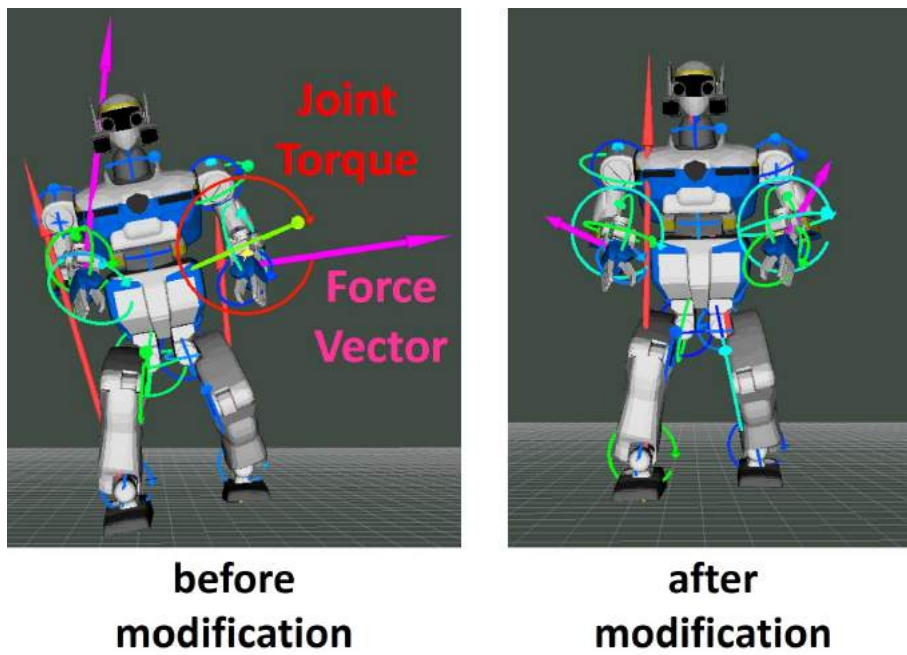 Joint
Torque
Force
Vector
before
modification
after
modification